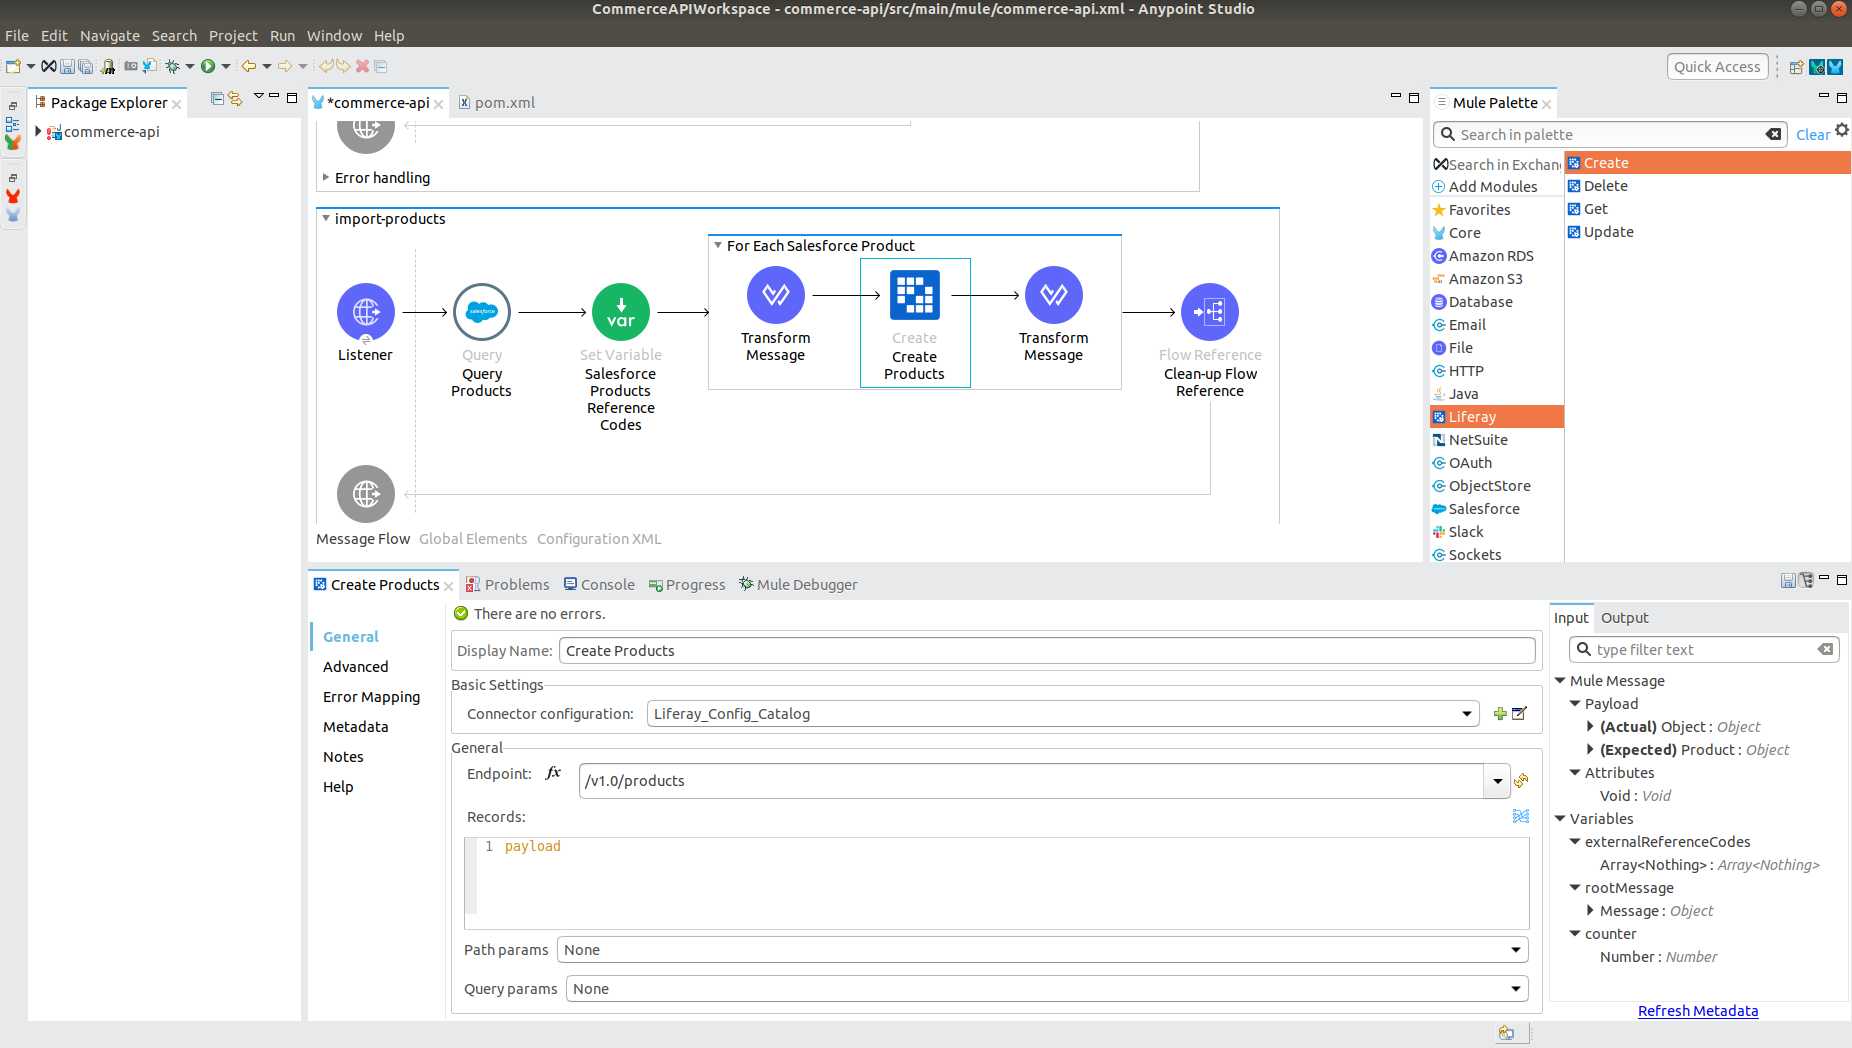 CommerceAPIWorkspace - commerce-api/src/main/mule/commerce-api.xml - Anypoint Studio
File Edit Navigate Search Project Run Window Help
Quick Access
Package Explorer
commerce-api
*commerce-api
pom.xml
Error handling
import-products
For Each Salesforce Product
Listener
salesforce
Query
Query
Products
var
Set Variable
Salesforce
Products
Reference
Codes
Transform
Message
Create
Create
Products
Transform
Message
Flow Reference
Clean-up Flow
Reference
Message Flow Global Elements Configuration XML
Mule Palette
Search in palette
Clear
Search in Exchan
Add Modules
Favorites
Core
Amazon RDS
Amazon S3
Database
Email
File
HTTP
Java
Liferay
NetSuite
OAuth
ObjectStore
Salesforce
Slack
Sockets
Create
Delete
Get
Update
Create Products
Problems
Console
Progress
Mule Debugger
General
Advanced
Error Mapping
Metadata
Notes
Help
There are no errors.
Display Name: Create Products
Basic Settings
Connector configuration: Liferay_Config_Catalog
General
Endpoint: fx /v1.0/products
Records:
1 payload
Path params None
Query params None
Input Output
type filter text
Mule Message
Payload
(Actual) Object : Object
(Expected) Product : Object
Attributes
Void : Void
Variables
externalReferenceCodes
Array<Nothing> : Array<Nothing>
rootMessage
Message : Object
counter
Number : Number
Refresh Metadata